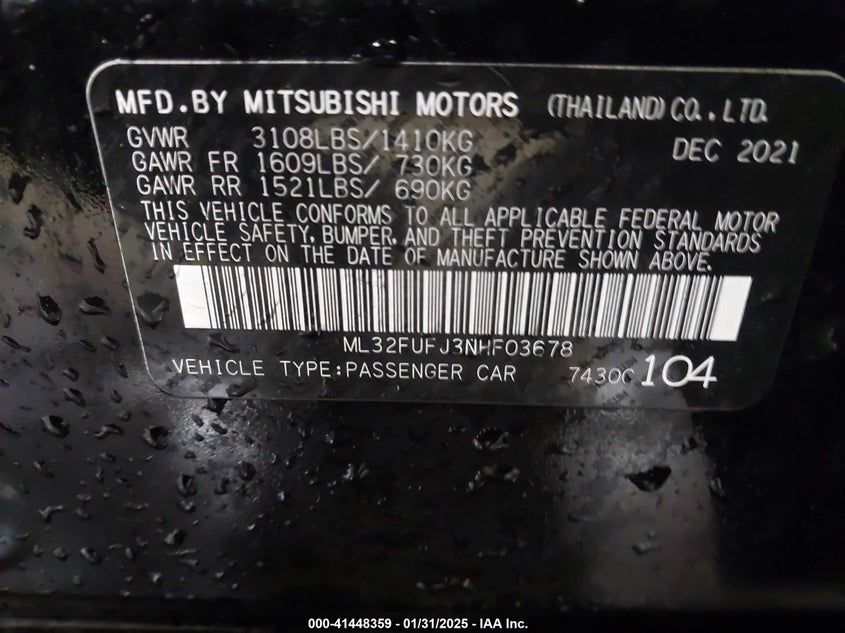 MFD.BY MITSUBISHI MOTORS (THAILAND) CO., LTD.
GVWR 3108LBS/1410KG DEC 2021
GAWR FR 1609LBS/ 730KG
GAWR RR 1521LBS/ 690KG
THIS VEHICLE CONFORMS TO ALL APPLICABLE FEDERAL MOTOR
VEHICLE SAFETY, BUMPER, AND THEFT PREVENTION STANDARDS
IN EFFECT ON THE DATE OF MANUFACTURE SHOWN ABOVE.
ML32FUFJ3NHF03678
VEHICLE TYPE:PASSENGER CAR 7430G 104
000-41448359 - 01/31/2025 - IAA Inc.